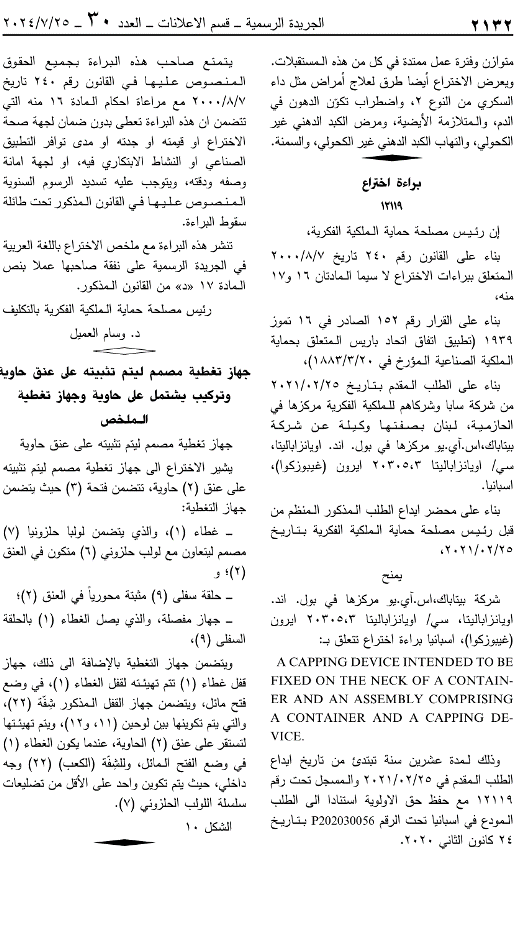 ٢١٣٢
الجريدة الرسمية ــ قسم الاعلانات ــ العدد ٣٠ ــ ٢٠٢٤/٧/٢٥
متوازن وفترة عمل ممتدة في كل من هذه المستقبلات.
ويعرض الاختراع أيضا طرق لعلاج أمراض مثل داء
السكري من النوع ٢، واضطراب تكوّن الدهون في
الدم، والمتلازمة الأيضية، ومرض الكبد الدهني غير
الكحولي، والتهاب الكبد الدهني غير الكحولي، والسمنة.
براءة اختراع
١٢١١٩
إن رئيس مصلحة حماية الملكية الفكرية،
بناء على القانون رقم ٢٤٠ تاريخ ٢٠٠٠/٨/٧
المتعلق ببراءات الاختراع لا سيما المادتان ١٦ و١٧
منه،
بناء على القرار رقم ١٥٢ الصادر في ١٦ تموز
١٩٣٩ (تطبيق اتفاق اتحاد باريس المتعلق بحماية
الملكية الصناعية المؤرخ في ١٨٨٣/٣/٢٠)،
بناء على الطلب المقدم بتاريخ ٢٠٢١/٠٢/٢٥
من شركة سابا وشركاهم للملكية الفكرية مركزها في
الحازمية، لبنان بصفتها وكيلة عن شركة
بيتاباك،اس.آي.يو مركزها في بول. اند. اويانزاباليتا،
سي/ اويانزاباليتا ٢٠٣٠٥،٣ ايرون (غيبوزكوا)،
اسبانيا.
بناء على محضر ايداع الطلب المذكور المنظم من
قبل رئيس مصلحة حماية الملكية الفكرية بتاريخ
٢٠٢١/٠٢/٢٥،
يمنح
شركة بيتاباك،اس.آي.يو مركزها في بول. اند.
اويانزاباليتا، سي/ اويانزاباليتا ٢٠٣٠٥،٣ ايرون
(غيبوزكوا)، اسبانيا براءة اختراع تتعلق بـ:
A CAPPING DEVICE INTENDED TO BE
FIXED ON THE NECK OF A CONTAIN-
ER AND AN ASSEMBLY COMPRISING
A CONTAINER AND A CAPPING DE-
VICE.
وذلك لمدة عشرين سنة تبتدئ من تاريخ ايداع
الطلب المقدم في ٢٠٢١/٠٢/٢٥ والمسجل تحت رقم
١٢١١٩ مع حفظ حق الاولوية استنادا الى الطلب
المودع في اسبانيا تحت الرقم P202030056 بتاريخ
٢٤ كانون الثاني ٢٠٢٠.
يتمتع صاحب هذه البراءة بجميع الحقوق
المنصوص عليها في القانون رقم ٢٤٠ تاريخ
٢٠٠٠/٨/٧ مع مراعاة احكام المادة ١٦ منه التي
تتضمن ان هذه البراءة تعطى بدون ضمان لجهة صحة
الاختراع او قيمته او جدته او مدى توافر التطبيق
الصناعي او النشاط الابتكاري فيه، او لجهة امانة
وصفه ودقته، ويتوجب عليه تسديد الرسوم السنوية
المنصوص عليها في القانون المذكور تحت طائلة
سقوط البراءة.
تنشر هذه البراءة مع ملخص الاختراع باللغة العربية
في الجريدة الرسمية على نفقة صاحبها عملا بنص
المادة ١٧ «د» من القانون المذكور.
رئيس مصلحة حماية الملكية الفكرية بالتكليف
د. وسام العميل
جهاز تغطية مصمم ليتم تثبيته على عنق حاوية
وتركيب يشتمل على حاوية وجهاز تغطية
الملخص
جهاز تغطية مصمم ليتم تثبيته على عنق حاوية
يشير الاختراع الى جهاز تغطية مصمم ليتم تثبيته
على عنق (٢) حاوية، تتضمن فتحة (٣) حيث يتضمن
جهاز التغطية:
ــ غطاء (١)، والذي يتضمن لولبا حلزونيا (٧)
مصمم ليتعاون مع لولب حلزوني (٦) متكون في العنق
(٢)؛ و
ــ حلقة سفلى (٩) مثبتة محورياً في العنق (٢)؛
ــ جهاز مفصلة، والذي يصل الغطاء (١) بالحلقة
السفلى (٩)،
ويتضمن جهاز التغطية بالإضافة الى ذلك، جهاز
قفل غطاء (١) تتم تهيئته لقفل الغطاء (١)، في وضع
فتح مائل، ويتضمن جهاز القفل المذكور شِفّة (٢٢)،
والتي يتم تكوينها بين لوحين (١١، ١٢)، ويتم تهيئتها
لتستقر على عنق (٢) الحاوية، عندما يكون الغطاء (١)
في وضع الفتح المائل، وللشِفّة (الكعب) (٢٢) وجه
داخلي، حيث يتم تكوين واحد على الأقل من تضليعات
سلسلة اللولب الحلزوني (٧).
الشكل ١٠